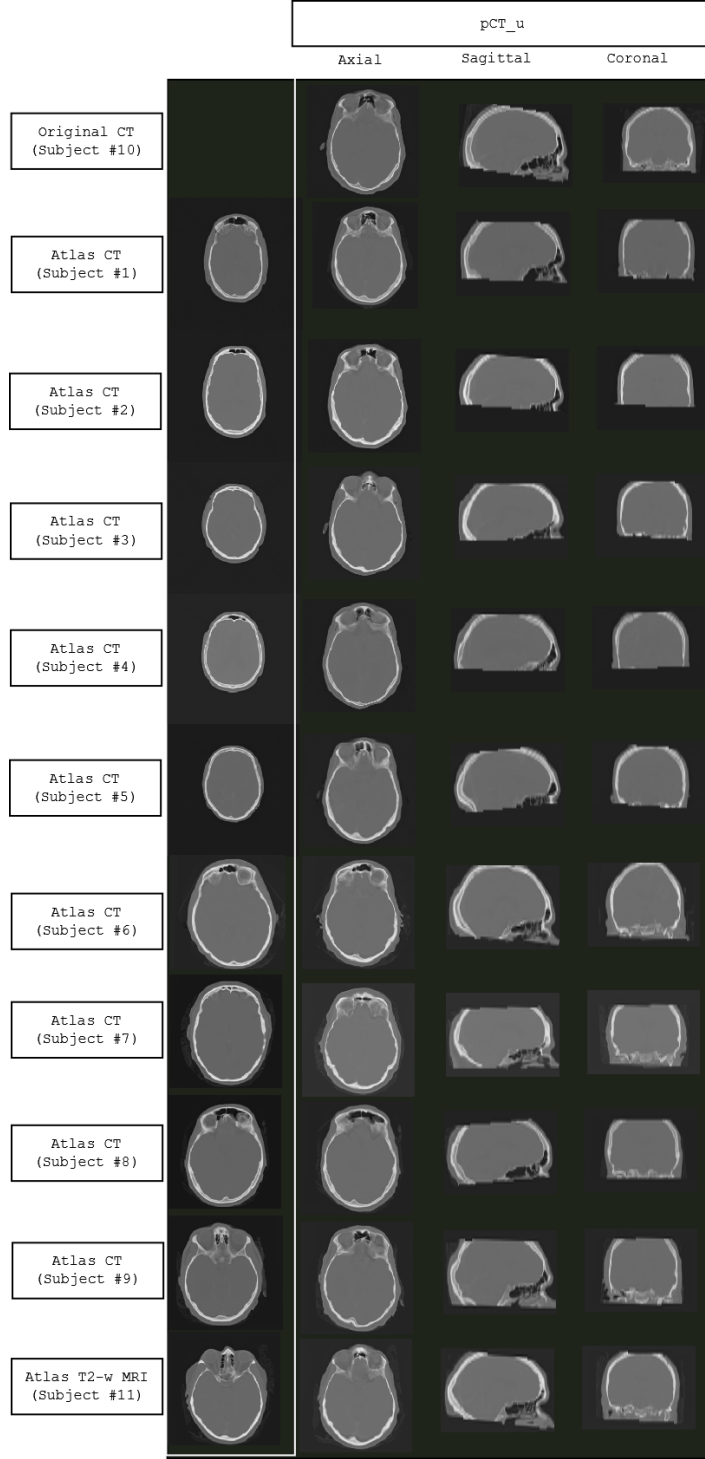 pCT_u
Axial Sagittal Coronal
Original CT
(Subject #10)
Atlas CT
(Subject #1)
Atlas CT
(Subject #2)
Atlas CT
(Subject #3)
Atlas CT
(Subject #4)
Atlas CT
(Subject #5)
Atlas CT
(Subject #6)
Atlas CT
(Subject #7)
Atlas CT
(Subject #8)
Atlas CT
(Subject #9)
Atlas T2-w MRI
(Subject #11)